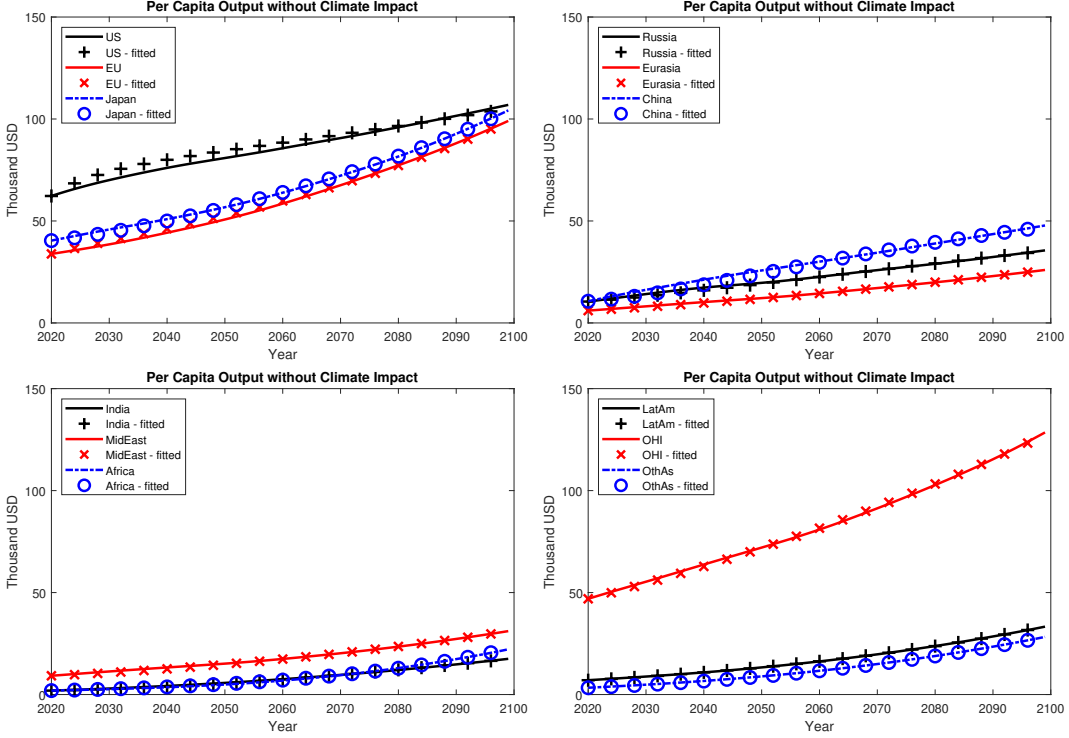 Per Capita Output without Climate Impact
150
100
50
0
Thousand USD
US
US - fitted
EU
EU - fitted
Japan
Japan - fitted
2020 2030 2040 2050 2060 2070 2080 2090 2100
Year
Per Capita Output without Climate Impact
150
100
50
0
Thousand USD
Russia
Russia - fitted
Eurasia
Eurasia - fitted
China
China - fitted
2020 2030 2040 2050 2060 2070 2080 2090 2100
Year
Per Capita Output without Climate Impact
150
100
50
0
Thousand USD
India
India - fitted
MidEast
MidEast - fitted
Africa
Africa - fitted
2020 2030 2040 2050 2060 2070 2080 2090 2100
Year
Per Capita Output without Climate Impact
150
100
50
0
Thousand USD
LatAm
LatAm - fitted
OHI
OHI - fitted
OthAs
OthAs - fitted
2020 2030 2040 2050 2060 2070 2080 2090 2100
Year